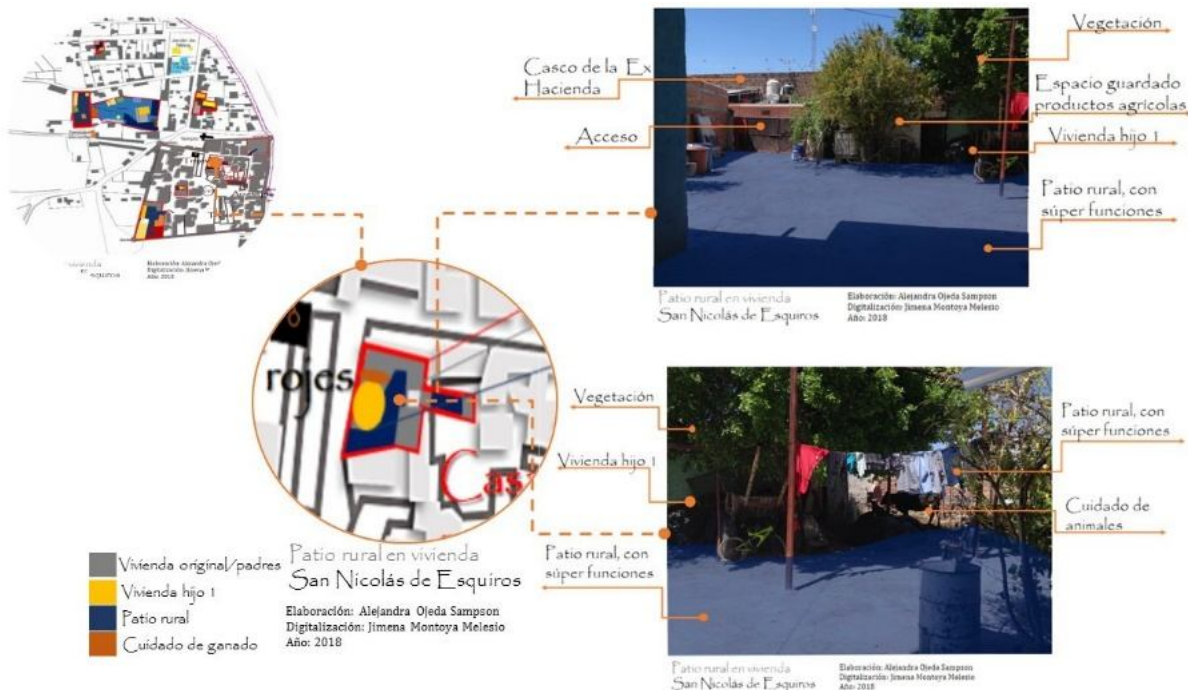 vivienda
Año: 2018
Casco de la Ex
Hacienda
Acceso
Vegetación
Espacio guardado
productos agrícolas
Vivienda hijo 1
Patio rural, con
súper funciones
Patio rural en vivienda
San Nicolás de Esquiros
Elaboración: Alejandra Ojeda Sampson
Digitalización: Jimena Montoya Melesio
Año: 2018
rojes
Cas
Vivienda original/padres
Vivienda hijo 1
Patio rural
Cuidado de ganado
Patio rural en vivienda
San Nicolás de Esquiros
Elaboración: Alejandra Ojeda Sampson
Digitalización: Jimena Montoya Melesio
Año: 2018
Vegetación
Vivienda hijo 1
Patio rural, con
súper funciones
Patio rural, con
súper funciones
Cuidado de
animales
Patio rural en vivienda
San Nicolás de Esquiros
Elaboración: Alejandra Ojeda Sampson
Digitalización: Jimena Montoya Melesio
Año: 2018